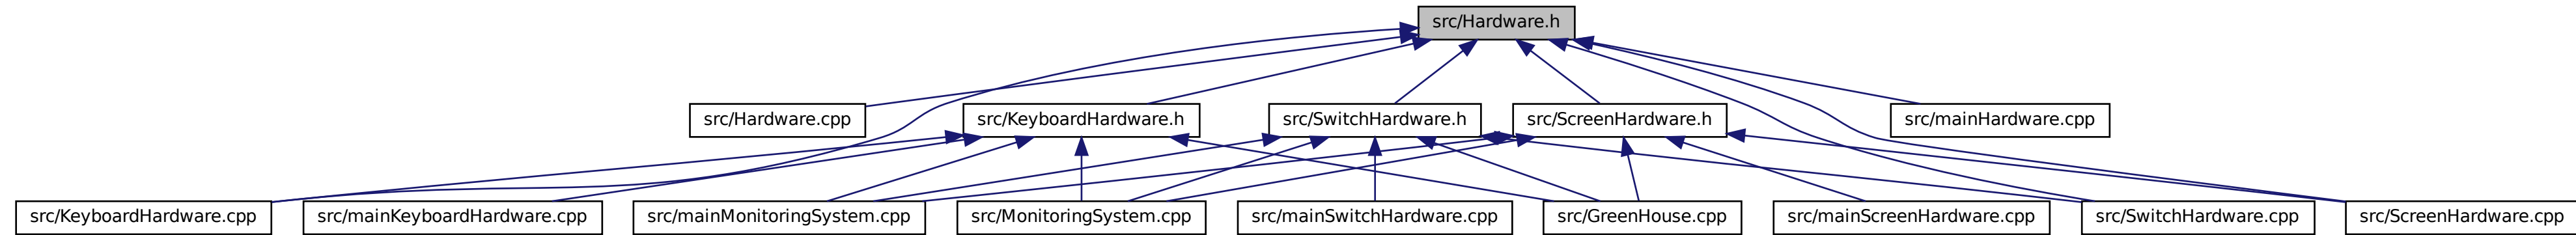 src/Hardware.h
src/Hardware.cpp
src/KeyboardHardware.h
src/SwitchHardware.h
src/ScreenHardware.h
src/mainHardware.cpp
src/KeyboardHardware.cpp
src/mainKeyboardHardware.cpp
src/mainMonitoringSystem.cpp
src/MonitoringSystem.cpp
src/mainSwitchHardware.cpp
src/GreenHouse.cpp
src/mainScreenHardware.cpp
src/SwitchHardware.cpp
src/ScreenHardware.cpp